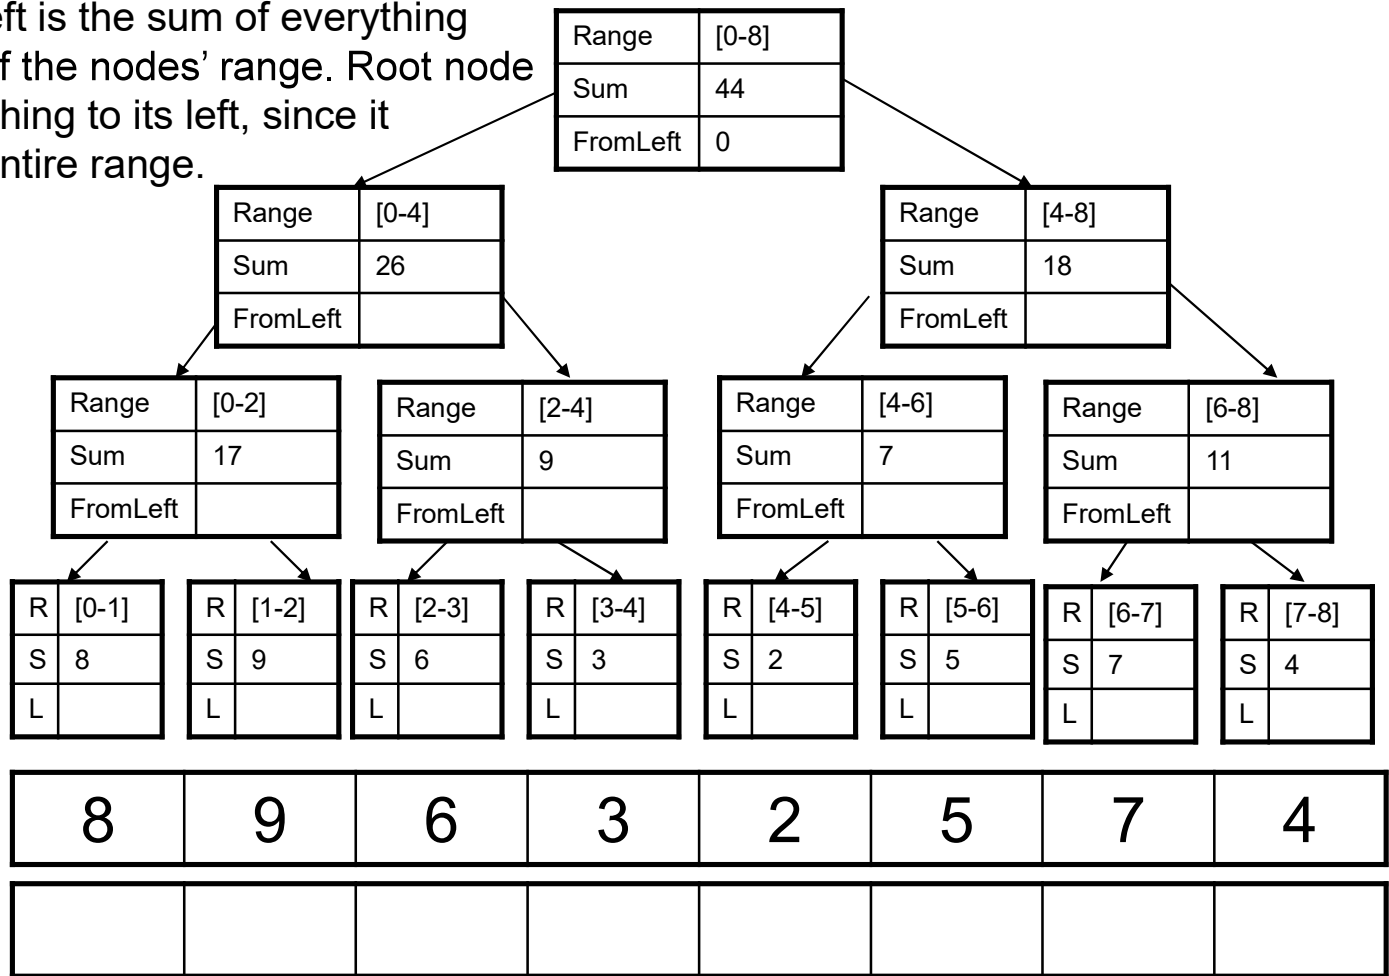 eft is the sum of everything
f the nodes’ range. Root node
hing to its left, since it
ntire range.
Range [0-8]
Sum 44
FromLeft 0
Range [0-4]
Sum 26
FromLeft
Range [4-8]
Sum 18
FromLeft
Range [0-2]
Sum 17
FromLeft
Range [2-4]
Sum 9
FromLeft
Range [4-6]
Sum 7
FromLeft
Range [6-8]
Sum 11
FromLeft
R [0-1]
S 8
L
R [1-2]
S 9
L
R [2-3]
S 6
L
R [3-4]
S 3
L
R [4-5]
S 2
L
R [5-6]
S 5
L
R [6-7]
S 7
L
R [7-8]
S 4
L
8 9 6 3 2 5 7 4